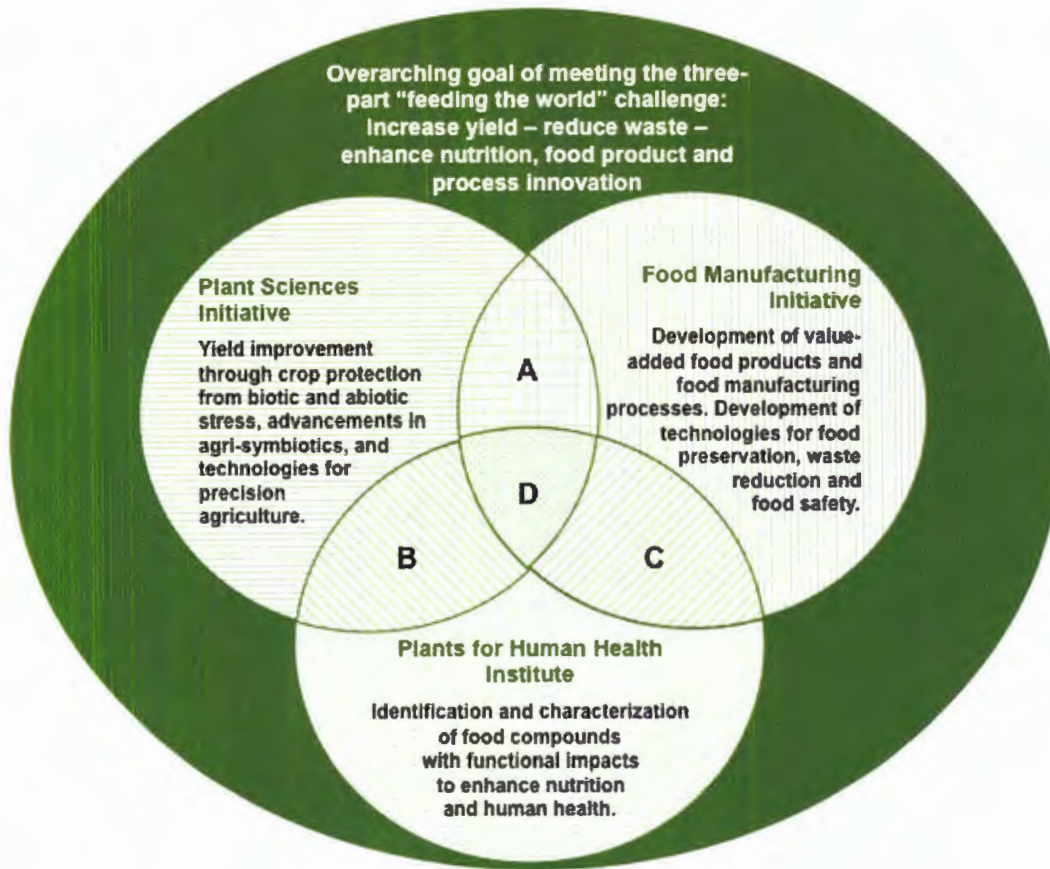 Overarching goal of meeting the three-
part “feeding the world” challenge:
increase yield – reduce waste –
enhance nutrition, food product and
process innovation
Plant Sciences
Initiative
Yield improvement
through crop protection
from biotic and abiotic
stress, advancements in
agri-symbiotics, and
technologies for
precision
agriculture.
Food Manufacturing
Initiative
Development of value-
added food products and
food manufacturing
processes. Development of
technologies for food
preservation, waste
reduction and
food safety.
A
D
B
C
Plants for Human Health
Institute
Identification and characterization
of food compounds
with functional impacts
to enhance nutrition
and human health.